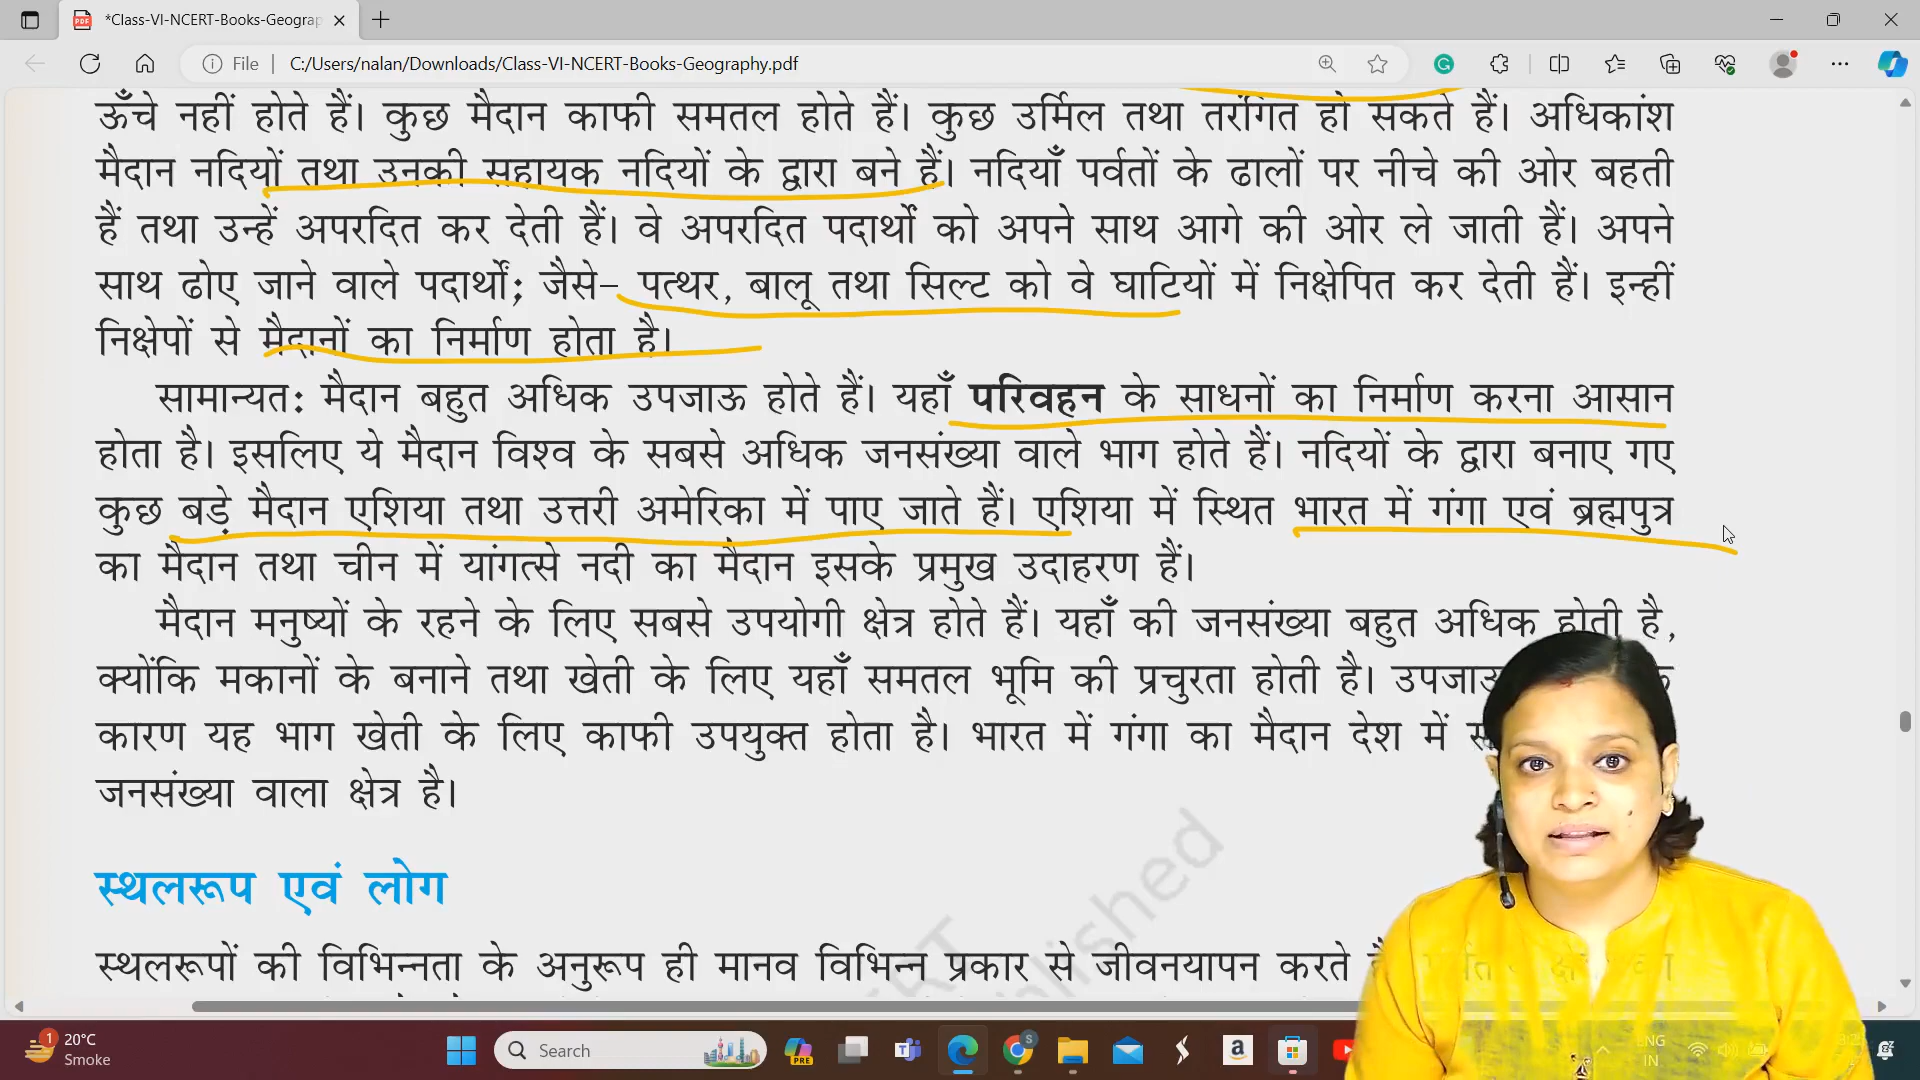 *Class-VI-NCERT-Books-Geograp
File C:/Users/nalan/Downloads/Class-VI-NCERT-Books-Geography.pdf
ऊँचे नहीं होते हैं। कुछ मैदान काफी समतल होते हैं। कुछ उर्मिल तथा तरंगित हो सकते हैं। अधिकांश
मैदान नदियों तथा उनकी सहायक नदियों के द्वारा बने हैं। नदियाँ पर्वतों के ढालों पर नीचे की ओर बहती
हैं तथा उन्हें अपरदित कर देती हैं। वे अपरदित पदार्थों को अपने साथ आगे की ओर ले जाती हैं। अपने
साथ ढोए जाने वाले पदार्थों; जैसे– पत्थर, बालू तथा सिल्ट को वे घाटियों में निक्षेपित कर देती हैं। इन्हीं
निक्षेपों से मैदानों का निर्माण होता है।
सामान्यतः मैदान बहुत अधिक उपजाऊ होते हैं। यहाँ परिवहन के साधनों का निर्माण करना आसान
होता है। इसलिए ये मैदान विश्व के सबसे अधिक जनसंख्या वाले भाग होते हैं। नदियों के द्वारा बनाए गए
कुछ बड़े मैदान एशिया तथा उत्तरी अमेरिका में पाए जाते हैं। एशिया में स्थित भारत में गंगा एवं ब्रह्मपुत्र
का मैदान तथा चीन में यांगत्से नदी का मैदान इसके प्रमुख उदाहरण हैं।
मैदान मनुष्यों के रहने के लिए सबसे उपयोगी क्षेत्र होते हैं। यहाँ की जनसंख्या बहुत अधिक होती है,
क्योंकि मकानों के बनाने तथा खेती के लिए यहाँ समतल भूमि की प्रचुरता होती है।
कारण यह भाग खेती के लिए काफी उपयुक्त होता है। भारत में गंगा का मैदान देश में
जनसंख्या वाला क्षेत्र है।
स्थलरूप एवं लोग
स्थलरूपों की विभिन्नता के अनुरूप ही मानव विभिन्न प्रकार से जीवनयापन करते
published
20°C
Smoke
Search
PRE
ENG
IN